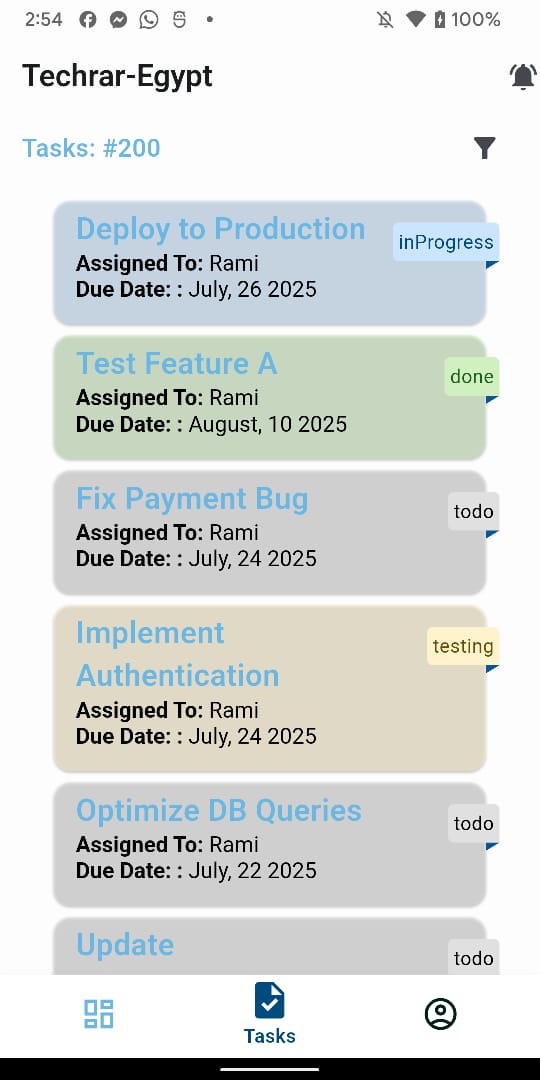 2:54
100%
Techrar-Egypt
Tasks: #200
Deploy to Production
inProgress
Assigned To: Rami
Due Date: : July, 26 2025
Test Feature A
done
Assigned To: Rami
Due Date: : August, 10 2025
Fix Payment Bug
todo
Assigned To: Rami
Due Date: : July, 24 2025
Implement
Authentication
testing
Assigned To: Rami
Due Date: : July, 24 2025
Optimize DB Queries
todo
Assigned To: Rami
Due Date: : July, 22 2025
Update
todo
Tasks